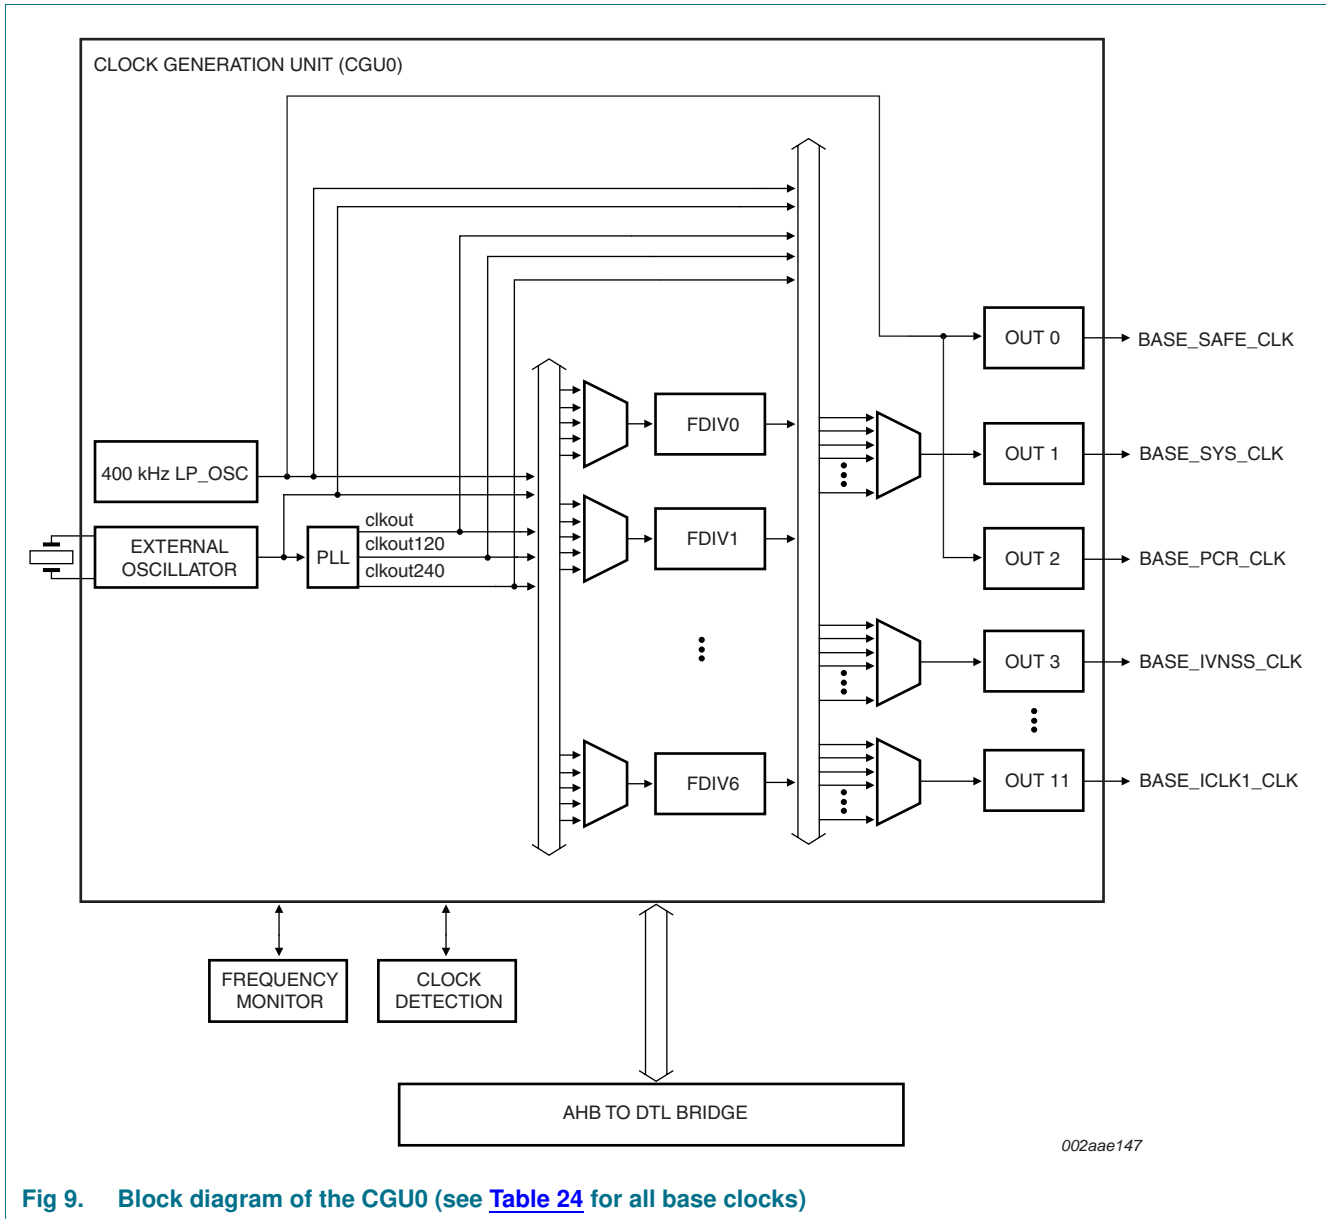 CLOCK GENERATION UNIT (CGU0)
400 kHz LP_OSC
EXTERNAL
OSCILLATOR
PLL
clkout
clkout120
clkout240
FDIV0
FDIV1
FDIV6
OUT 0
BASE_SAFE_CLK
OUT 1
BASE_SYS_CLK
OUT 2
BASE_PCR_CLK
OUT 3
BASE_IVNSS_CLK
OUT 11
BASE_ICLK1_CLK
FREQUENCY
MONITOR
CLOCK
DETECTION
AHB TO DTL BRIDGE
002aae147
Fig 9. Block diagram of the CGU0 (see Table 24 for all base clocks)